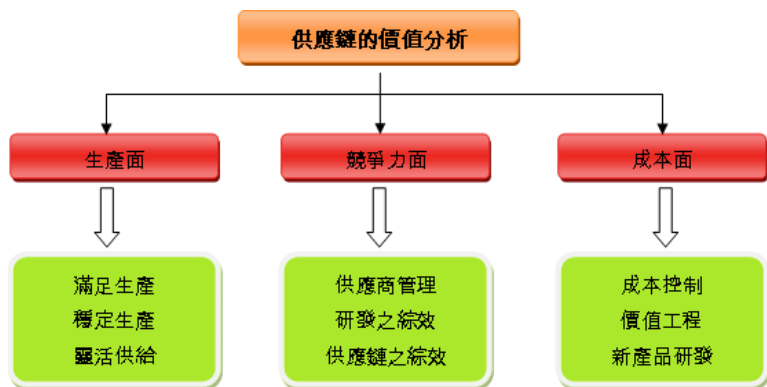 供應鏈的價值分析
生產面
競爭力面
成本面
滿足生產
穩定生產
靈活供給
供應商管理
研發之綜效
供應鏈之綜效
成本控制
價值工程
新產品研發